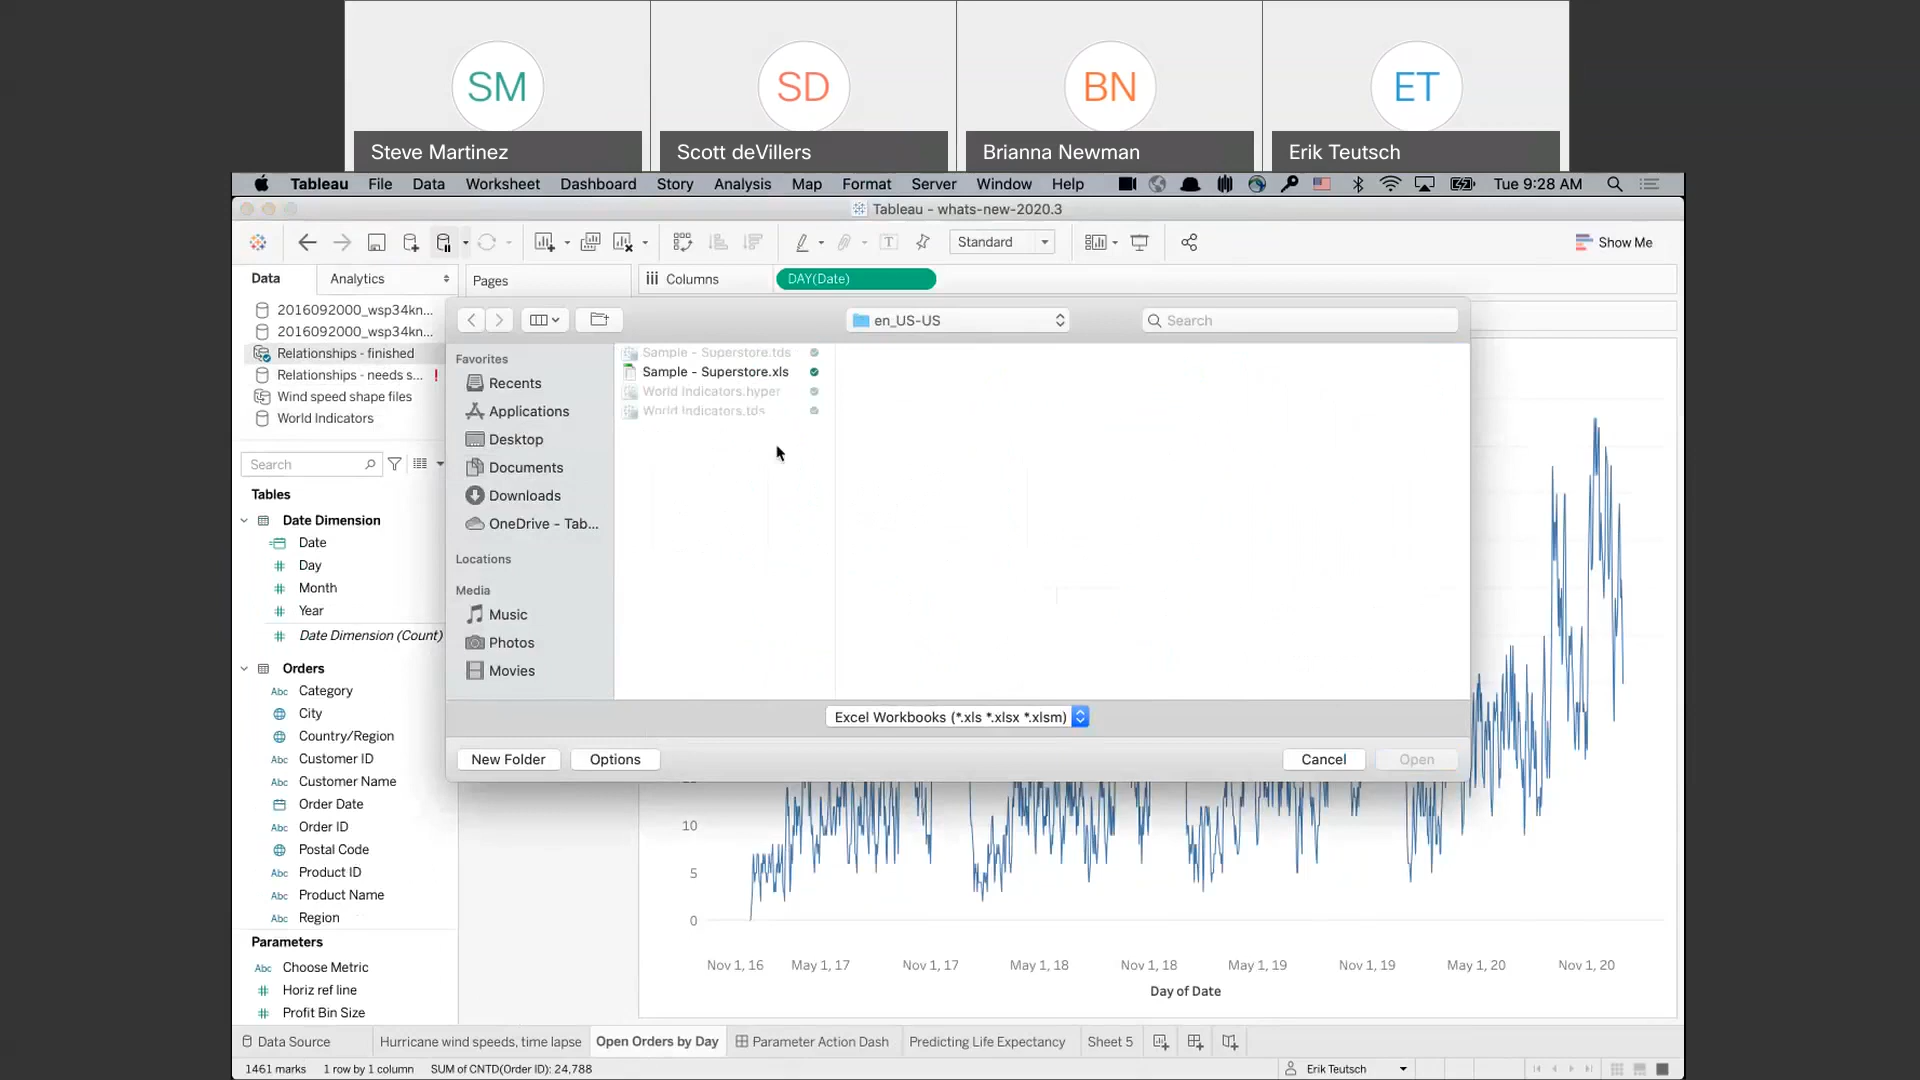 SM
SD
BN
ET
Steve Martinez
Scott deVillers
Brianna Newman
Erik Teutsch
Tableau File Data Worksheet Dashboard Story Analysis Map Format Server Window Help Tue 9:28 AM
Tableau - whats-new-2020.3
Standard
Show Me
Data
Analytics
Pages
Columns
DAY(Date)
2016092000_wsp34kn...
2016092000_wsp34kn...
Relationships - finished
Relationships - needs s... !
Wind speed shape files
World Indicators
Search
Tables
Date Dimension
Date
Day
Month
Year
Date Dimension (Count)
Orders
Abc Category
City
Country/Region
Abc Customer ID
Abc Customer Name
Order Date
Abc Order ID
Postal Code
Abc Product ID
Abc Product Name
Abc Region
Parameters
Abc Choose Metric
Horiz ref line
Profit Bin Size
en_US-US
Search
Favorites
Recents
Applications
Desktop
Documents
Downloads
OneDrive - Tab...
Locations
Media
Music
Photos
Movies
Sample - Superstore.tds
Sample - Superstore.xls
World Indicators.hyper
World Indicators.tds
Excel Workbooks (*.xls *.xlsx *.xlsm)
New Folder
Options
Cancel
Open
10
5
0
Nov 1, 16 May 1, 17 Nov 1, 17 May 1, 18 Nov 1, 18 May 1, 19 Nov 1, 19 May 1, 20 Nov 1, 20
Day of Date
Data Source
Hurricane wind speeds, time lapse
Open Orders by Day
Parameter Action Dash
Predicting Life Expectancy
Sheet 5
1461 marks 1 row by 1 column SUM of CNTD(Order ID): 24,788
Erik Teutsch